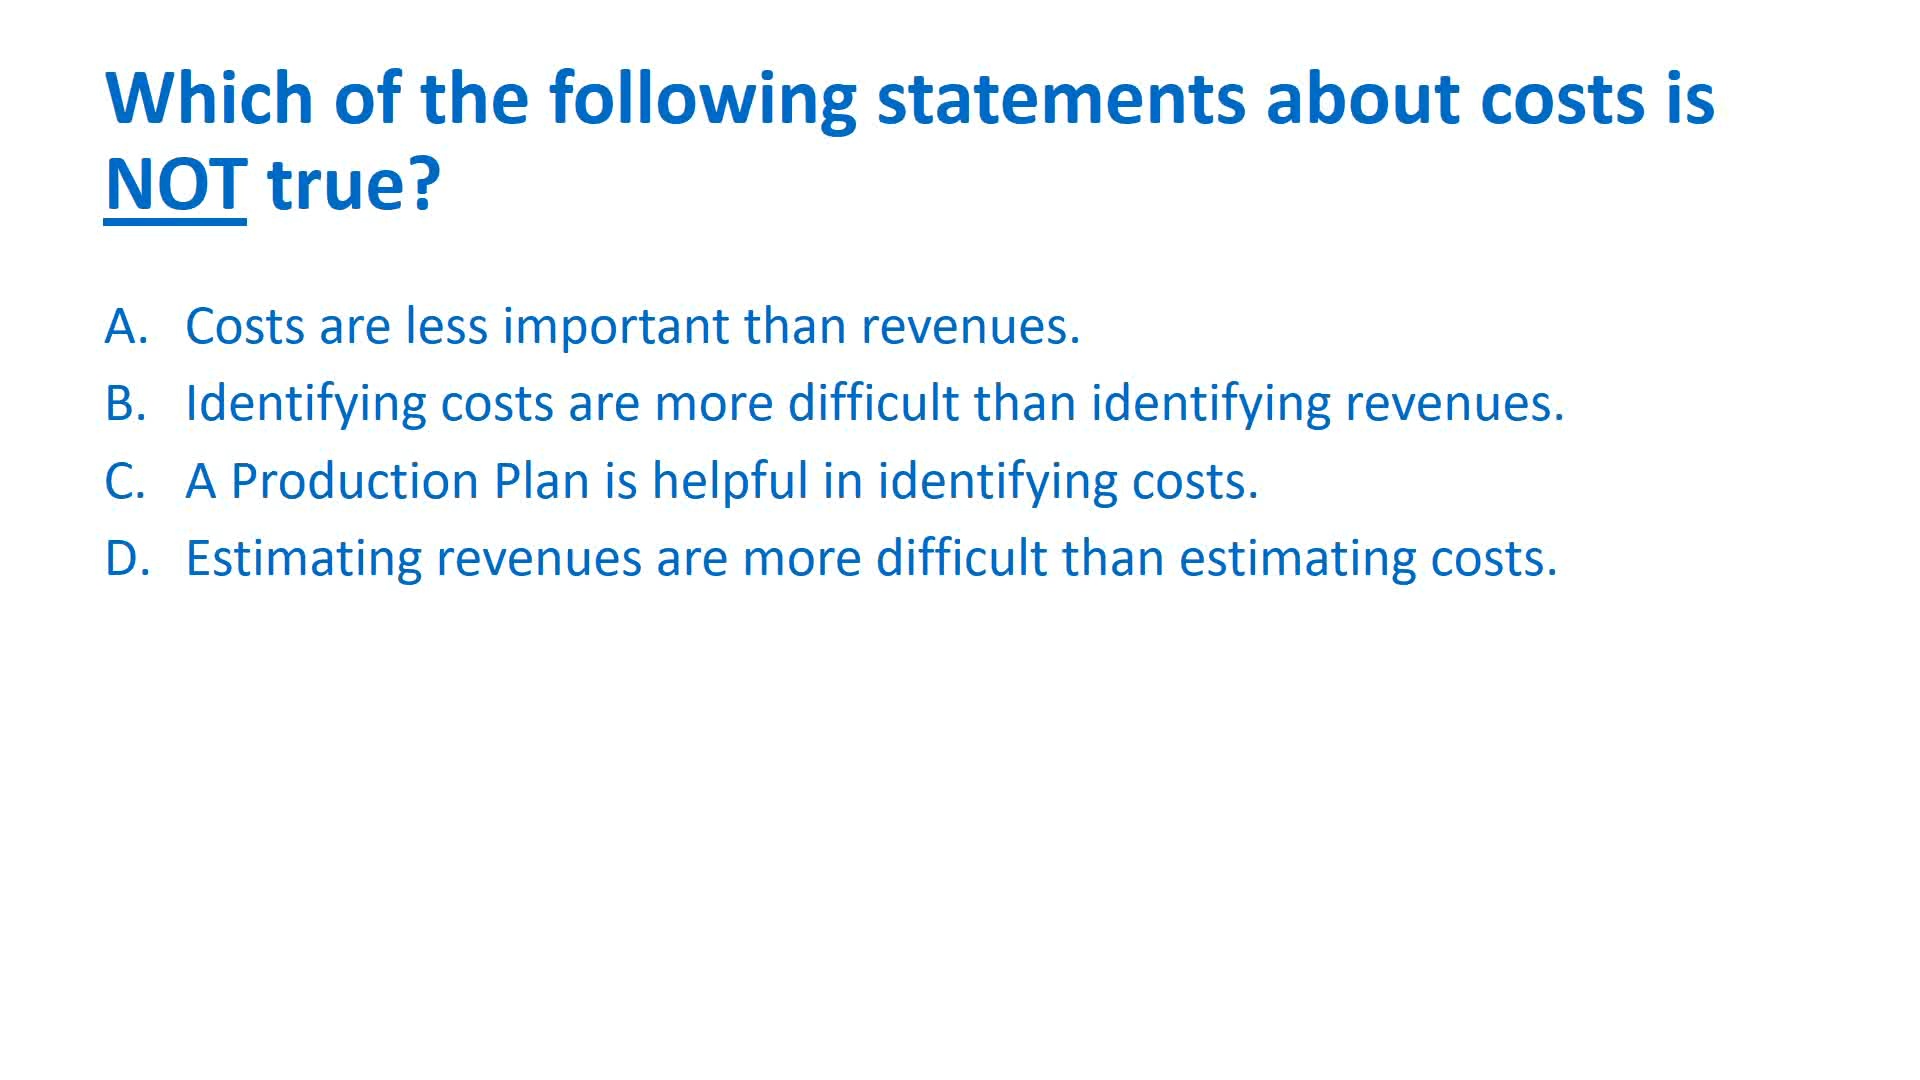 Which of the following statements about costs is
NOT true?
A. Costs are less important than revenues.
B. Identifying costs are more difficult than identifying revenues.
C. A Production Plan is helpful in identifying costs.
D. Estimating revenues are more difficult than estimating costs.